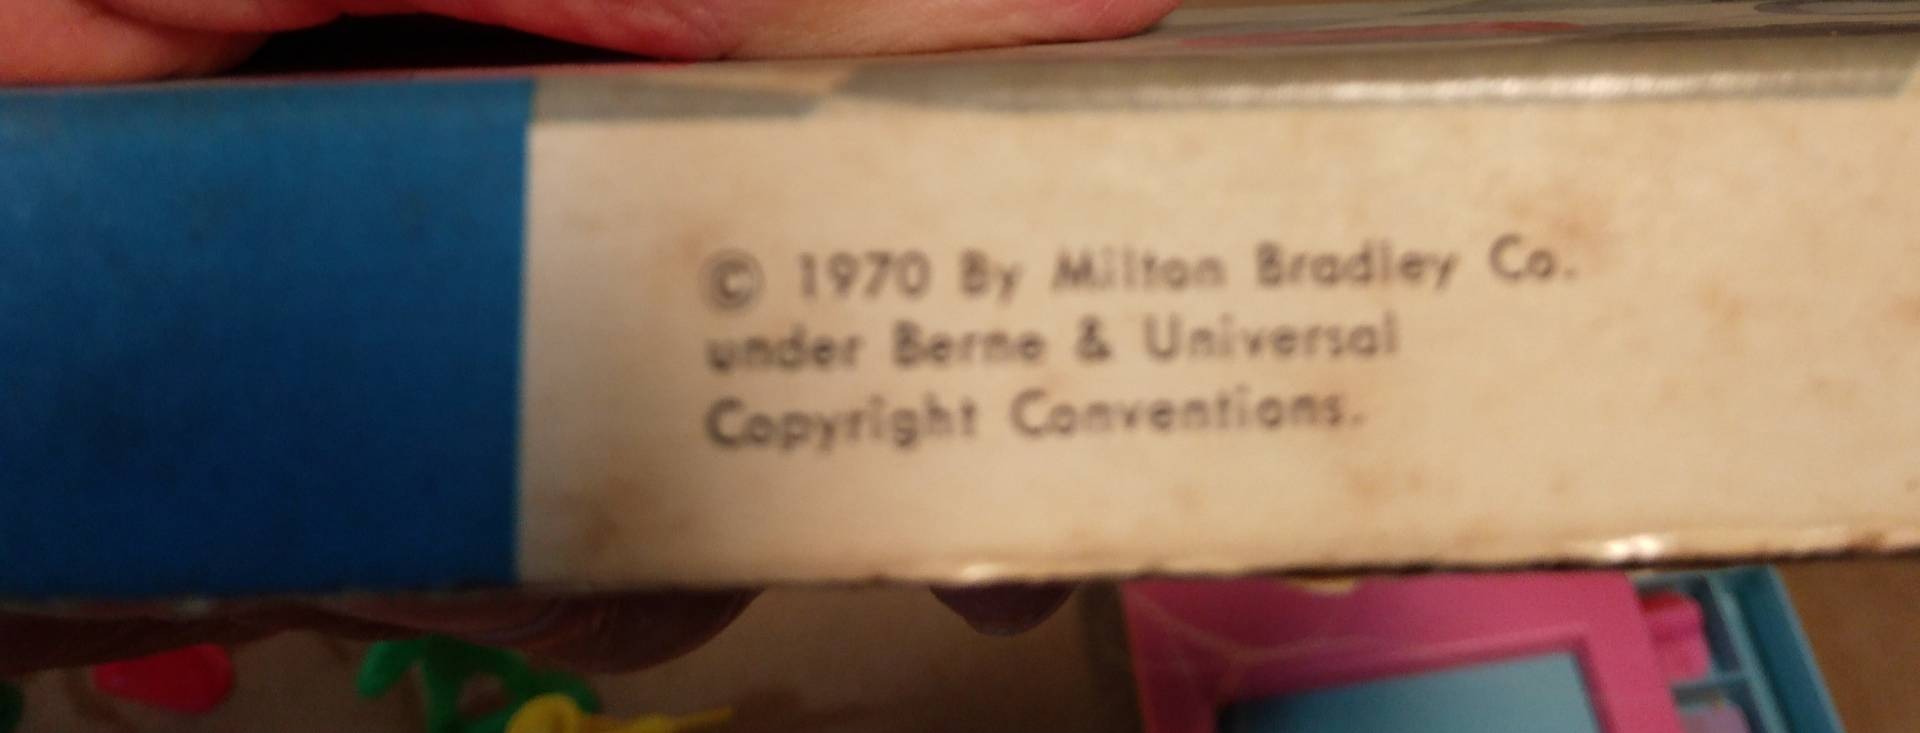 © 1970 By Milton Bradley Co.
under Berne & Universal
Copyright Conventions.